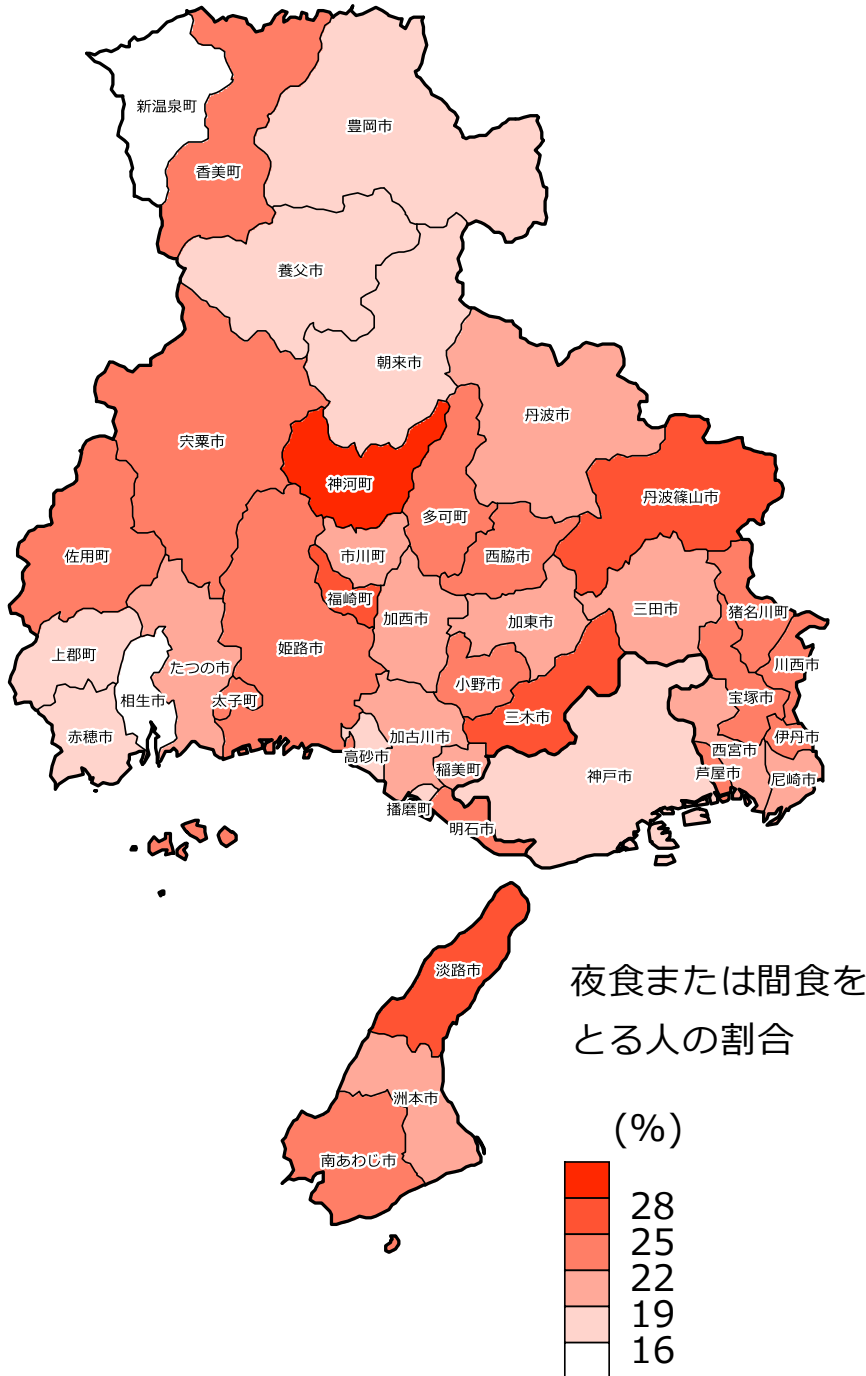 新温泉町
豊岡市
香美町
養父市
朝来市
丹波市
宍粟市
神河町
丹波篠山市
多可町
佐用町
市川町
西脇市
福崎町
加西市
加東市
三田市
猪名川町
上郡町
姫路市
たつの市
川西市
相生市
太子町
小野市
宝塚市
三木市
赤穂市
加古川市
伊丹市
高砂市
西宮市
稲美町
神戸市
芦屋市
尼崎市
播磨町
明石市
淡路市
夜食または間食を
とる人の割合
洲本市
(%)
南あわじ市
28
25
22
19
16